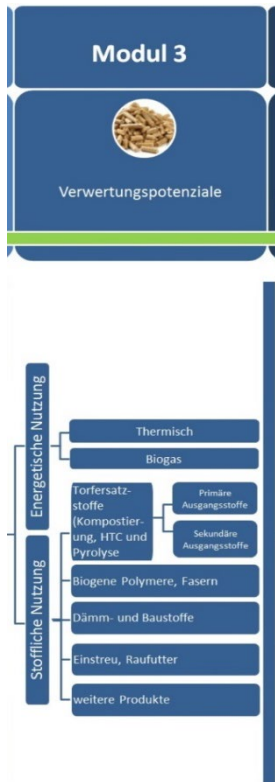 Modul 3
Verwertungspotenziale
Energetische Nutzung
Thermisch
Biogas
Stoffliche Nutzung
Torfersatz-
stoffe
(Kompostier-
ung, HTC und
Pyrolyse
Primäre
Ausgangsstoffe
Sekundäre
Ausgangsstoffe
Biogene Polymere, Fasern
Dämm- und Baustoffe
Einstreu, Raufutter
weitere Produkte